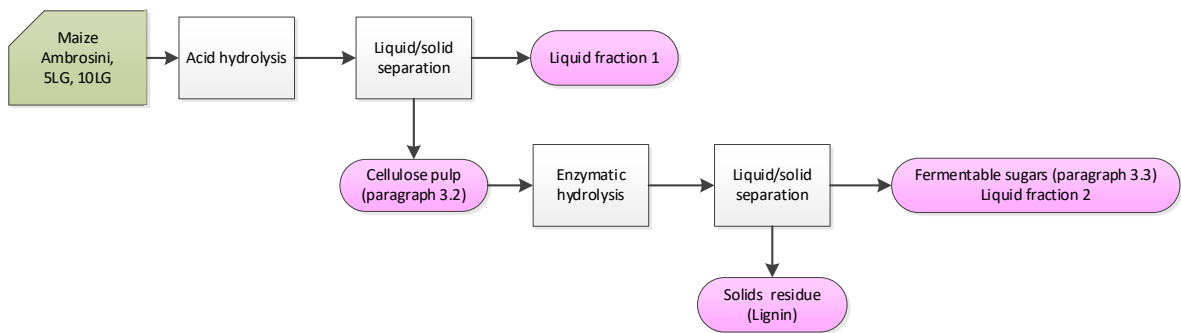 Maize
Ambrosini,
5LG, 10LG
Acid hydrolysis
Liquid/solid
separation
Liquid fraction 1
Cellulose pulp
(paragraph 3.2)
Enzymatic
hydrolysis
Liquid/solid
separation
Fermentable sugars (paragraph 3.3)
Liquid fraction 2
Solids residue
(Lignin)